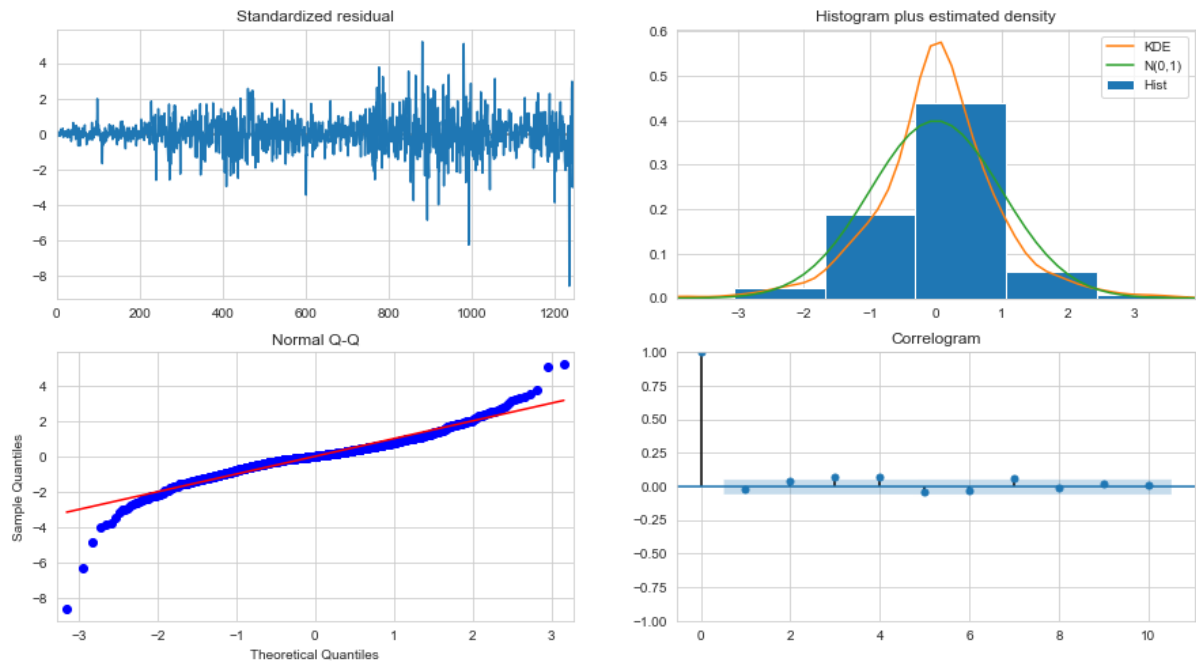 Standardized residual
4
2
0
−2
−4
−6
−8
0 200 400 600 800 1000 1200
Histogram plus estimated density
0.6
0.5
0.4
0.3
0.2
0.1
0.0
KDE
N(0,1)
Hist
−3 −2 −1 0 1 2 3
Normal Q-Q
Sample Quantiles
4
2
0
−2
−4
−6
−8
−3 −2 −1 0 1 2 3
Theoretical Quantiles
Correlogram
1.00
0.75
0.50
0.25
0.00
−0.25
−0.50
−0.75
−1.00
0 2 4 6 8 10